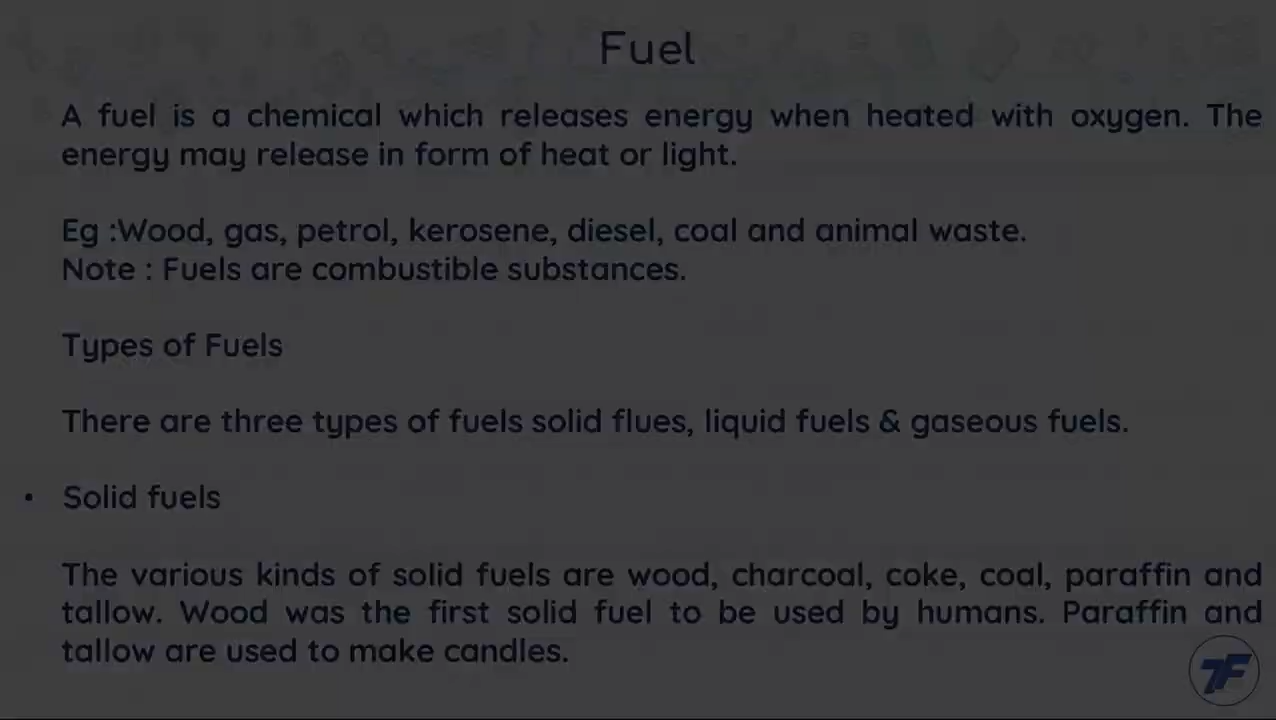 Fuel
A fuel is a chemical which releases energy when heated with oxygen. The
energy may release in form of heat or light.
Eg :Wood, gas, petrol, kerosene, diesel, coal and animal waste.
Note : Fuels are combustible substances.
Types of Fuels
There are three types of fuels solid flues, liquid fuels & gaseous fuels.
• Solid fuels
The various kinds of solid fuels are wood, charcoal, coke, coal, paraffin and
tallow. Wood was the first solid fuel to be used by humans. Paraffin and
tallow are used to make candles.
7F